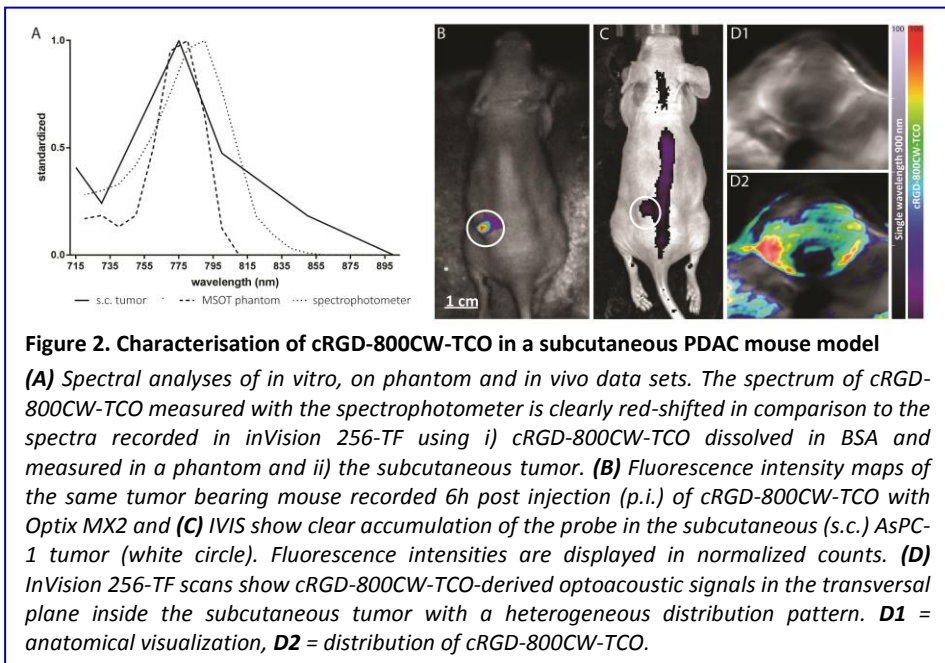 A
B
C
D1
1.0
0.5
0.0
standardized
715 735 755 775 795 815 835 855 875 895
wavelength (nm)
s.c. tumor MSOT phantom spectrophotometer
1 cm
D2
100
100
Single wavelength 900 nm
cRGD-800CW-TCO
Figure 2. Characterisation of cRGD-800CW-TCO in a subcutaneous PDAC mouse model
(A) Spectral analyses of in vitro, on phantom and in vivo data sets. The spectrum of cRGD-
800CW-TCO measured with the spectrophotometer is clearly red-shifted in comparison to the
spectra recorded in inVision 256-TF using i) cRGD-800CW-TCO dissolved in BSA and
measured in a phantom and ii) the subcutaneous tumor. (B) Fluorescence intensity maps of
the same tumor bearing mouse recorded 6h post injection (p.i.) of cRGD-800CW-TCO with
Optix MX2 and (C) IVIS show clear accumulation of the probe in the subcutaneous (s.c.) AsPC-
1 tumor (white circle). Fluorescence intensities are displayed in normalized counts. (D)
InVision 256-TF scans show cRGD-800CW-TCO-derived optoacoustic signals in the transversal
plane inside the subcutaneous tumor with a heterogeneous distribution pattern. D1 =
anatomical visualization, D2 = distribution of cRGD-800CW-TCO.